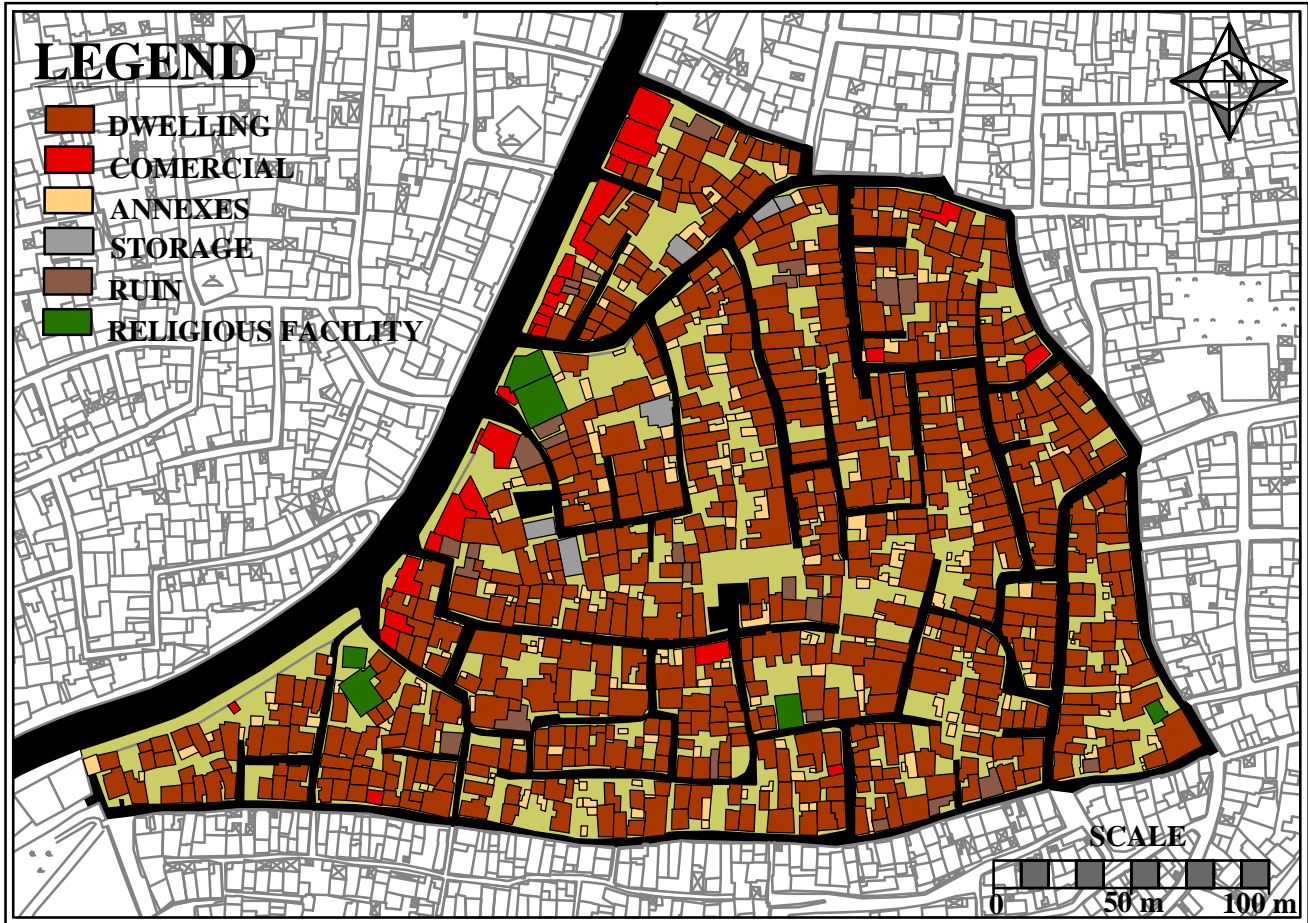 LEGEND
DWELLING
COMERCIAL
ANNEXES
STORAGE
RUIN
RELIGIOUS FACILITY
N
SCALE
0 50 m 100 m